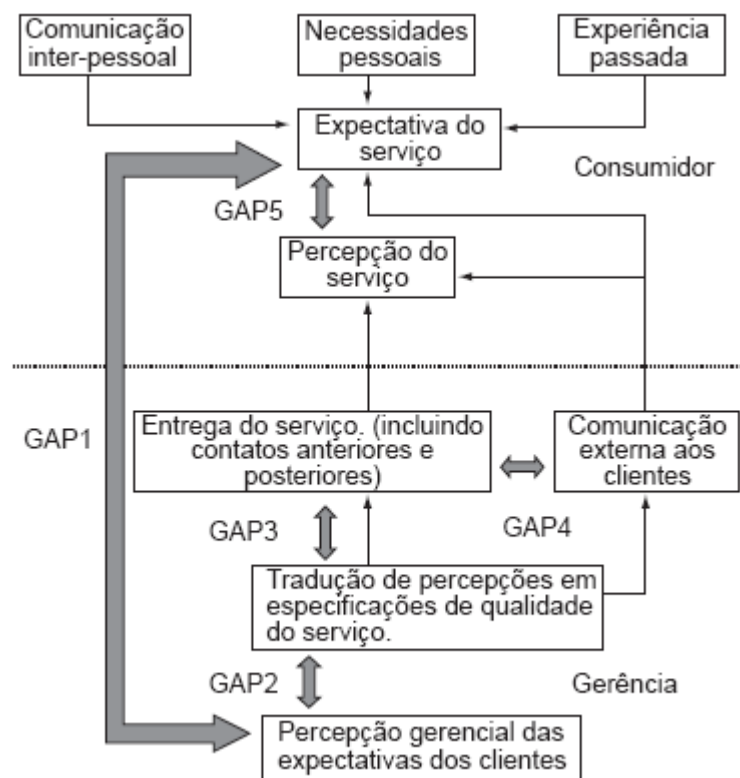 Comunicação
inter-pessoal
Necessidades
pessoais
Experiência
passada
Expectativa do
serviço
Consumidor
GAP5
Percepção do
serviço
GAP1
Entrega do serviço. (incluindo
contatos anteriores e
posteriores)
Comunicação
externa aos
clientes
GAP3
GAP4
Tradução de percepções em
especificações de qualidade
do serviço.
GAP2
Gerência
Percepção gerencial das
expectativas dos clientes